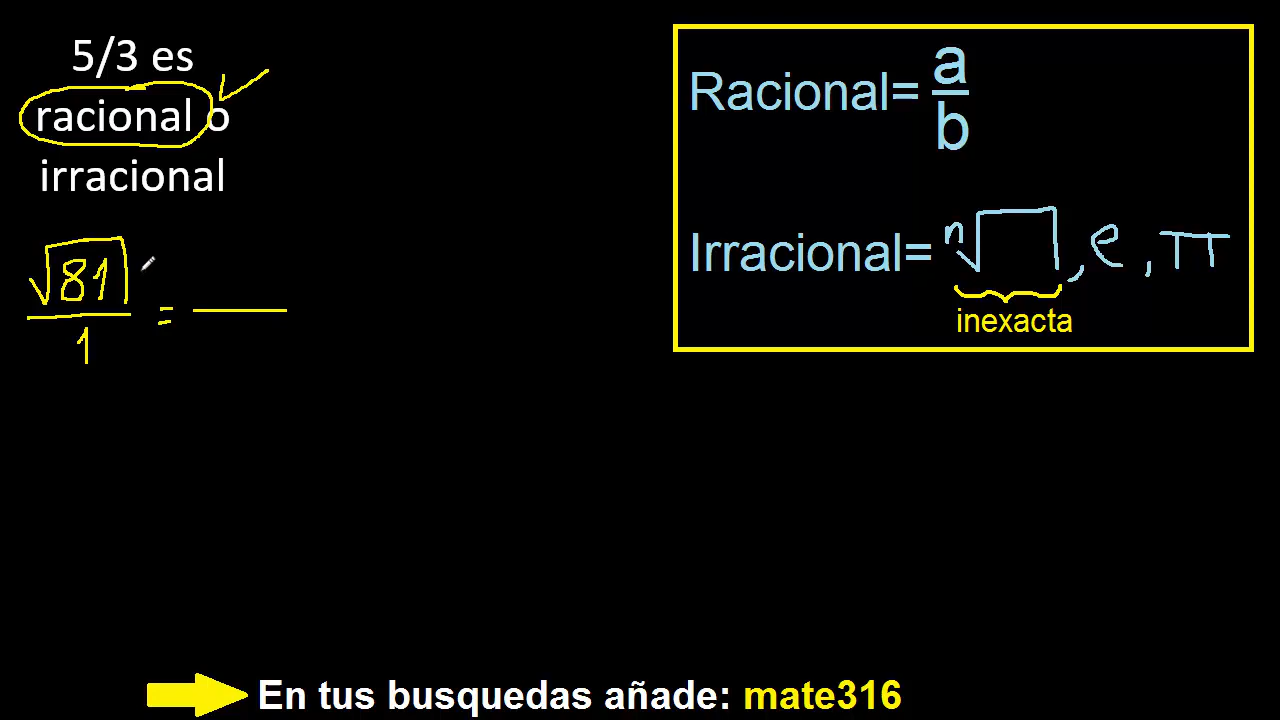 5/3 es
racional o
irracional
√81
1
=
Racional= a
b
Irracional= n√ , e , π
inexacta
En tus busquedas añade: mate316